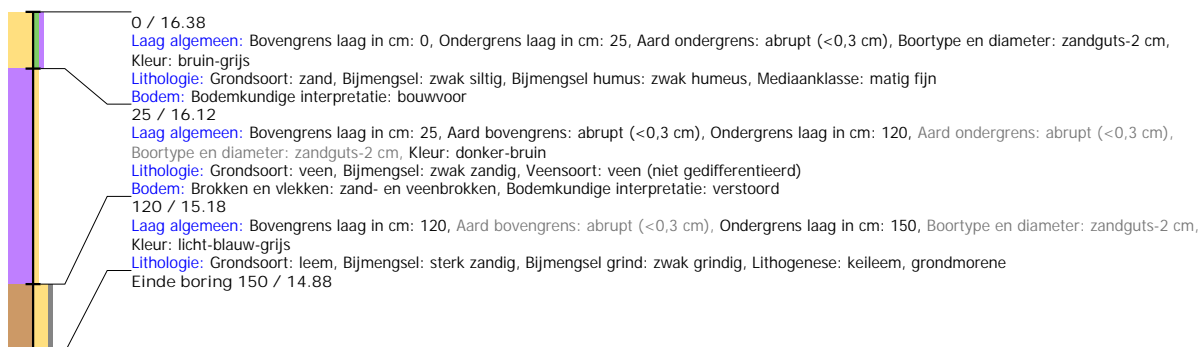 0 / 16.38
Laag algemeen: Bovengrens laag in cm: 0, Ondergrens laag in cm: 25, Aard ondergrens: abrupt (<0,3 cm), Boortype en diameter: zandguts-2 cm,
Kleur: bruin-grijs
Lithologie: Grondsoort: zand, Bijmengsel: zwak siltig, Bijmengsel humus: zwak humeus, Mediaanklasse: matig fijn
Bodem: Bodemkundige interpretatie: bouwvoor
25 / 16.12
Laag algemeen: Bovengrens laag in cm: 25, Aard bovengrens: abrupt (<0,3 cm), Ondergrens laag in cm: 120, Aard ondergrens: abrupt (<0,3 cm),
Boortype en diameter: zandguts-2 cm, Kleur: donker-bruin
Lithologie: Grondsoort: veen, Bijmengsel: zwak zandig, Veensoort: veen (niet gedifferentieerd)
Bodem: Brokken en vlekken: zand- en veenbrokken, Bodemkundige interpretatie: verstoord
120 / 15.18
Laag algemeen: Bovengrens laag in cm: 120, Aard bovengrens: abrupt (<0,3 cm), Ondergrens laag in cm: 150, Boortype en diameter: zandguts-2 cm,
Kleur: licht-blauw-grijs
Lithologie: Grondsoort: leem, Bijmengsel: sterk zandig, Bijmengsel grind: zwak grindig, Lithogenese: keileem, grondmorene
Einde boring 150 / 14.88